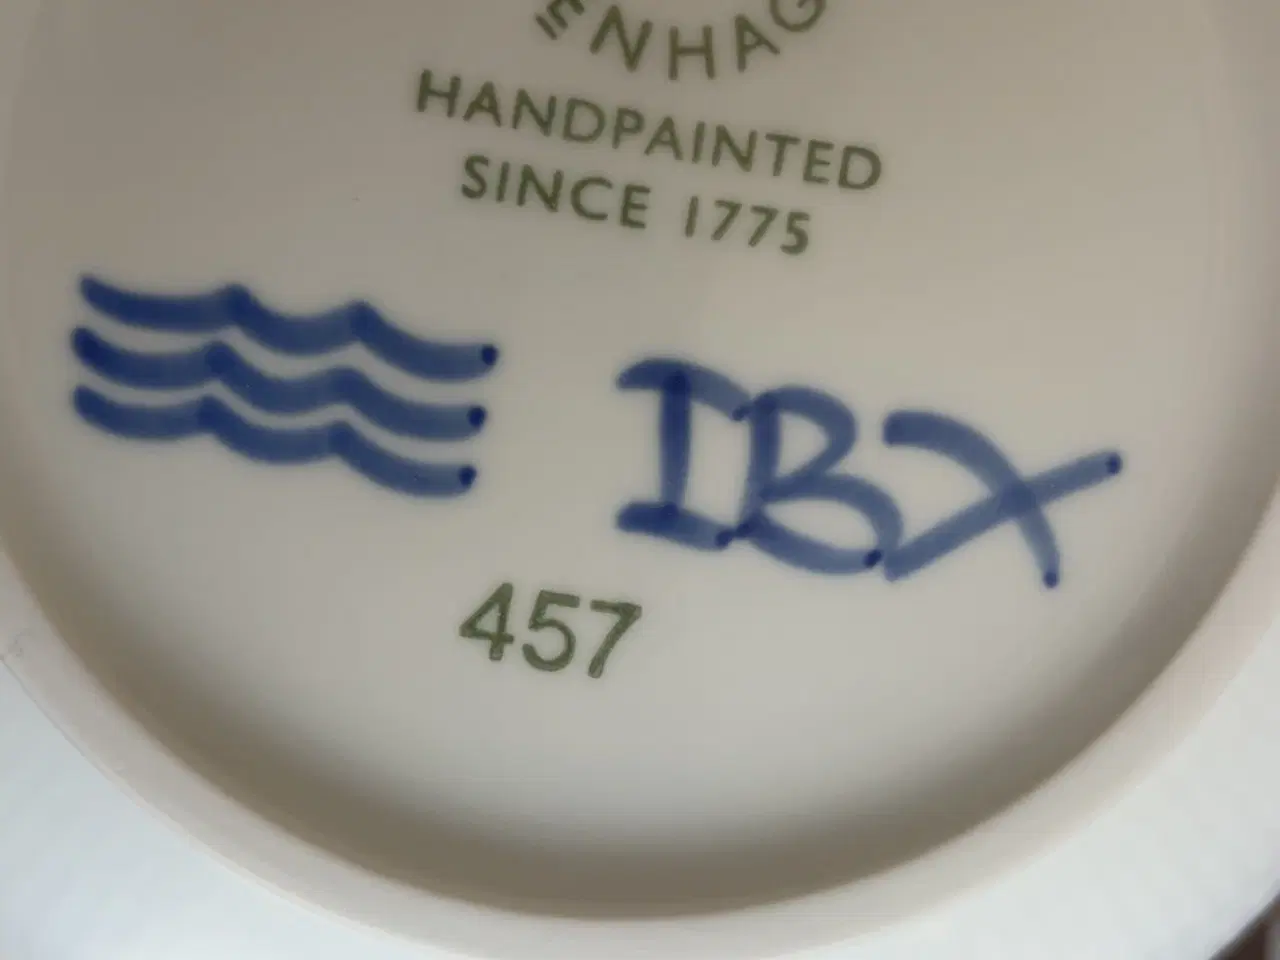 ENHAG
HANDPAINTED
SINCE 1775
IBX
457